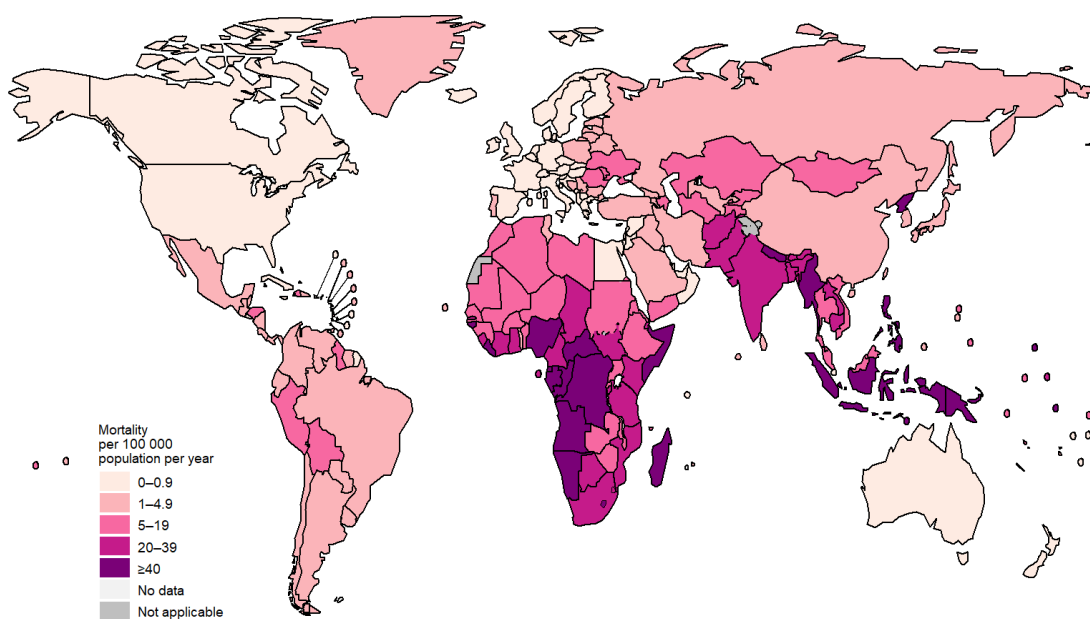 Mortality
per 100 000
population per year
0–0.9
1–4.9
5–19
20–39
≥40
No data
Not applicable